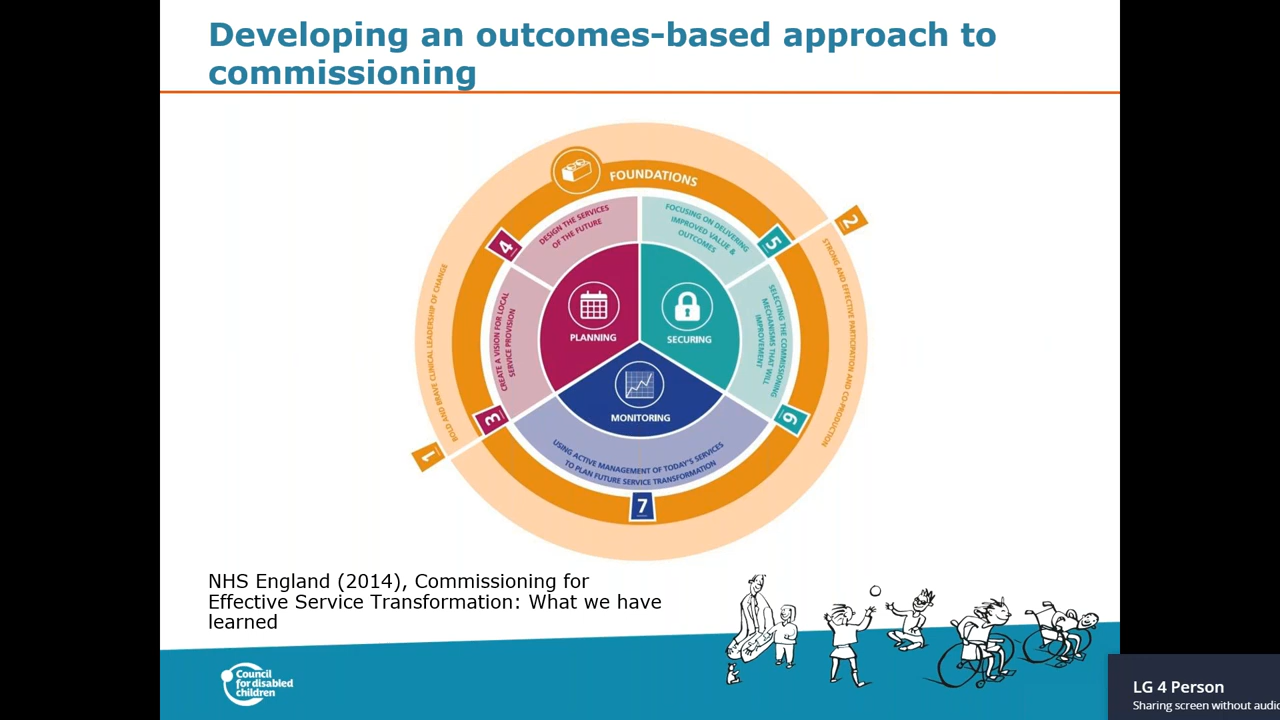 Developing an outcomes-based approach to
commissioning
FOUNDATIONS
1
BOLD AND BRAVE CLINICAL LEADERSHIP OF CHANGE
2
STRONG AND EFFECTIVE PARTICIPATION AND CO-PRODUCTION
PLANNING
3
CREATE A VISION FOR LOCAL
SERVICE PROVISION
4
DESIGN THE SERVICES
OF THE FUTURE
SECURING
5
FOCUSING ON DELIVERING
IMPROVED VALUE &
OUTCOMES
6
SELECTING THE COMMISSIONING
MECHANISMS THAT WILL
IMPROVEMENT
MONITORING
7
USING ACTIVE MANAGEMENT OF TODAY'S SERVICES
TO PLAN FUTURE SERVICE TRANSFORMATION
NHS England (2014), Commissioning for
Effective Service Transformation: What we have
learned
Council
for disabled
children
LG 4 Person
Sharing screen without audio